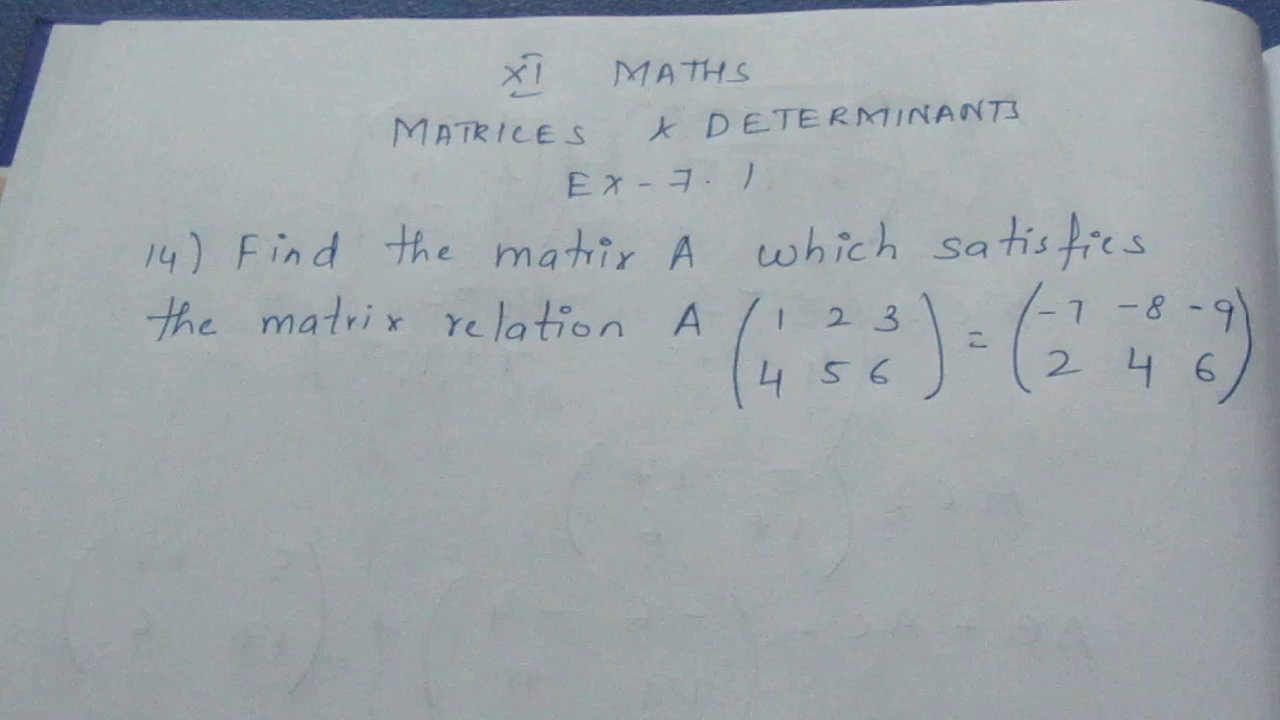 XI MATHS
MATRICES & DETERMINANTS
Ex - 7. 1
14) Find the matrix A which satisfies
the matrix relation A ( 1 2 3 ) = ( -7 -8 -9 )
4 5 6 2 4 6